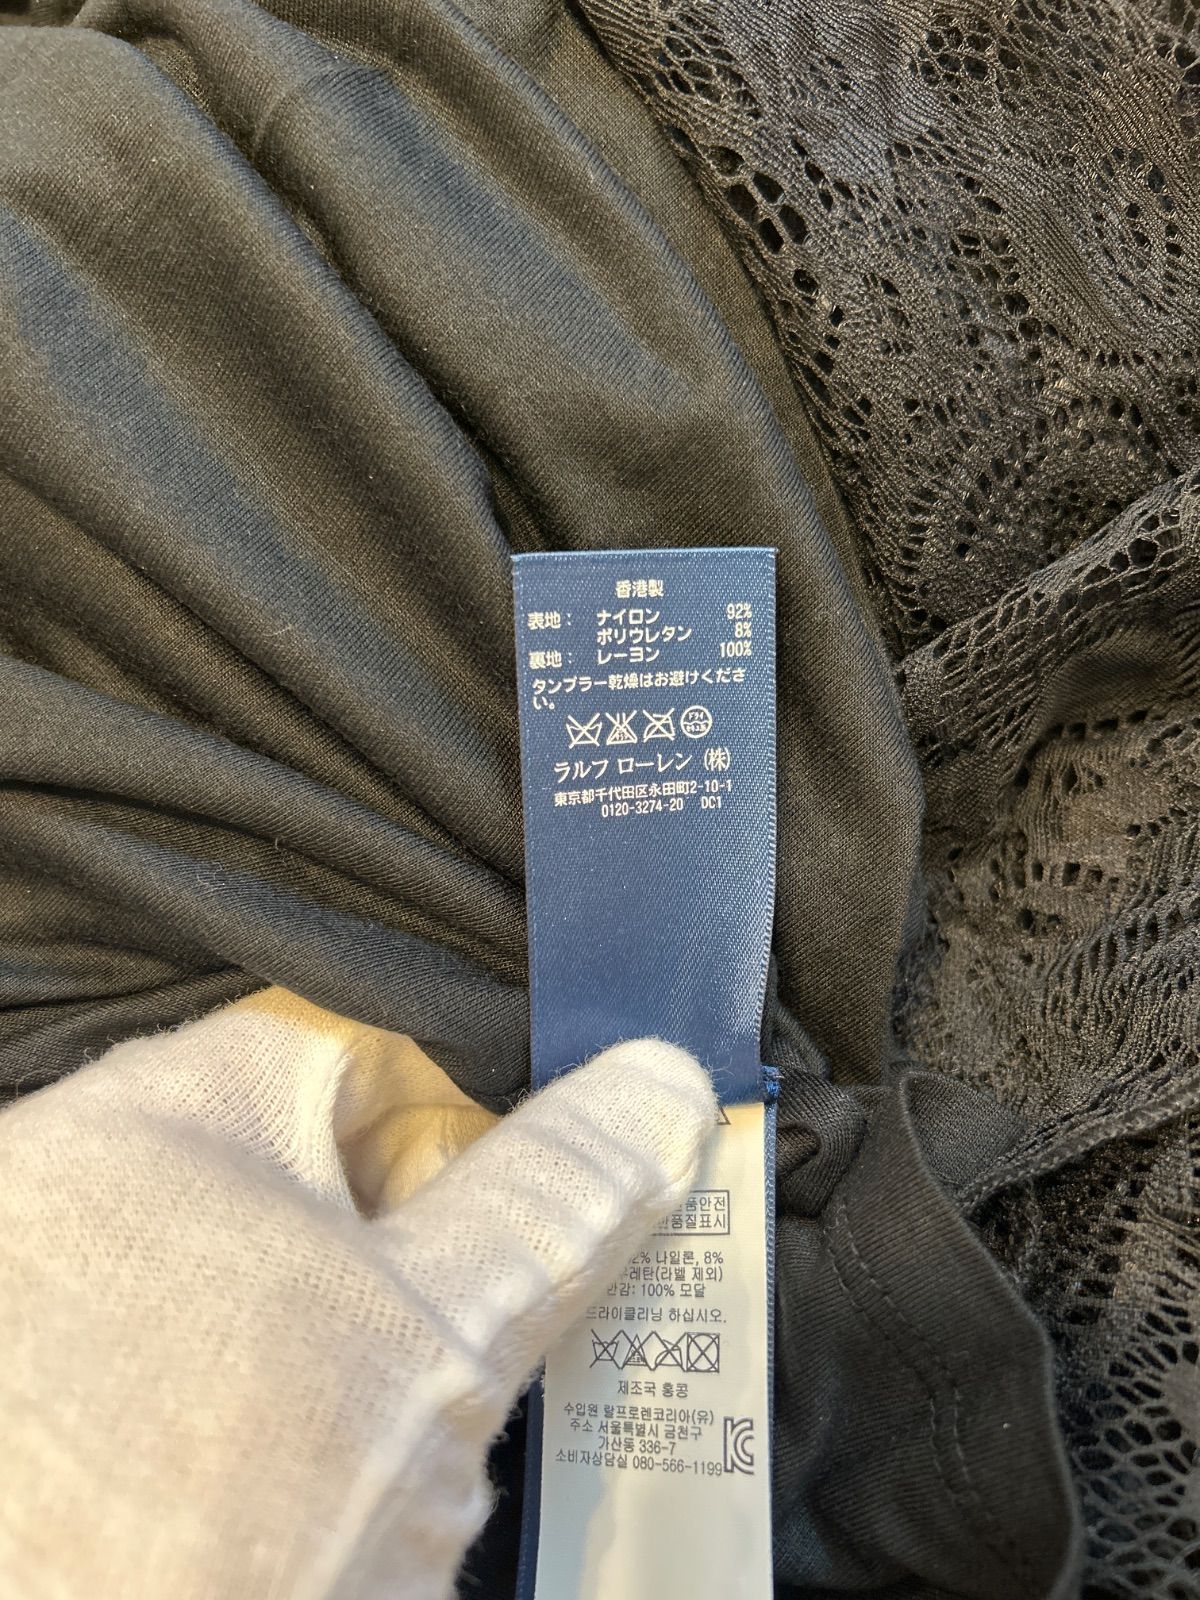 香港製
表地: ナイロン 92%
ポリウレタン 8%
裏地: レーヨン 100%
タンブラー乾燥はお避けくださ
い。
ドライ
セキユ系
ラルフ ローレン (株)
東京都千代田区永田町2-10-1
0120-3274-20 DC1
품안전
품질표시
2% 나일론, 8%
레탄(라벨 제외)
안감: 100% 모달
드라이클리닝 하십시오.
제조국 홍콩
수입원 랄프로렌코리아(유)
주소 서울특별시 금천구
가산동 336-7
소비자상담실 080-566-1199